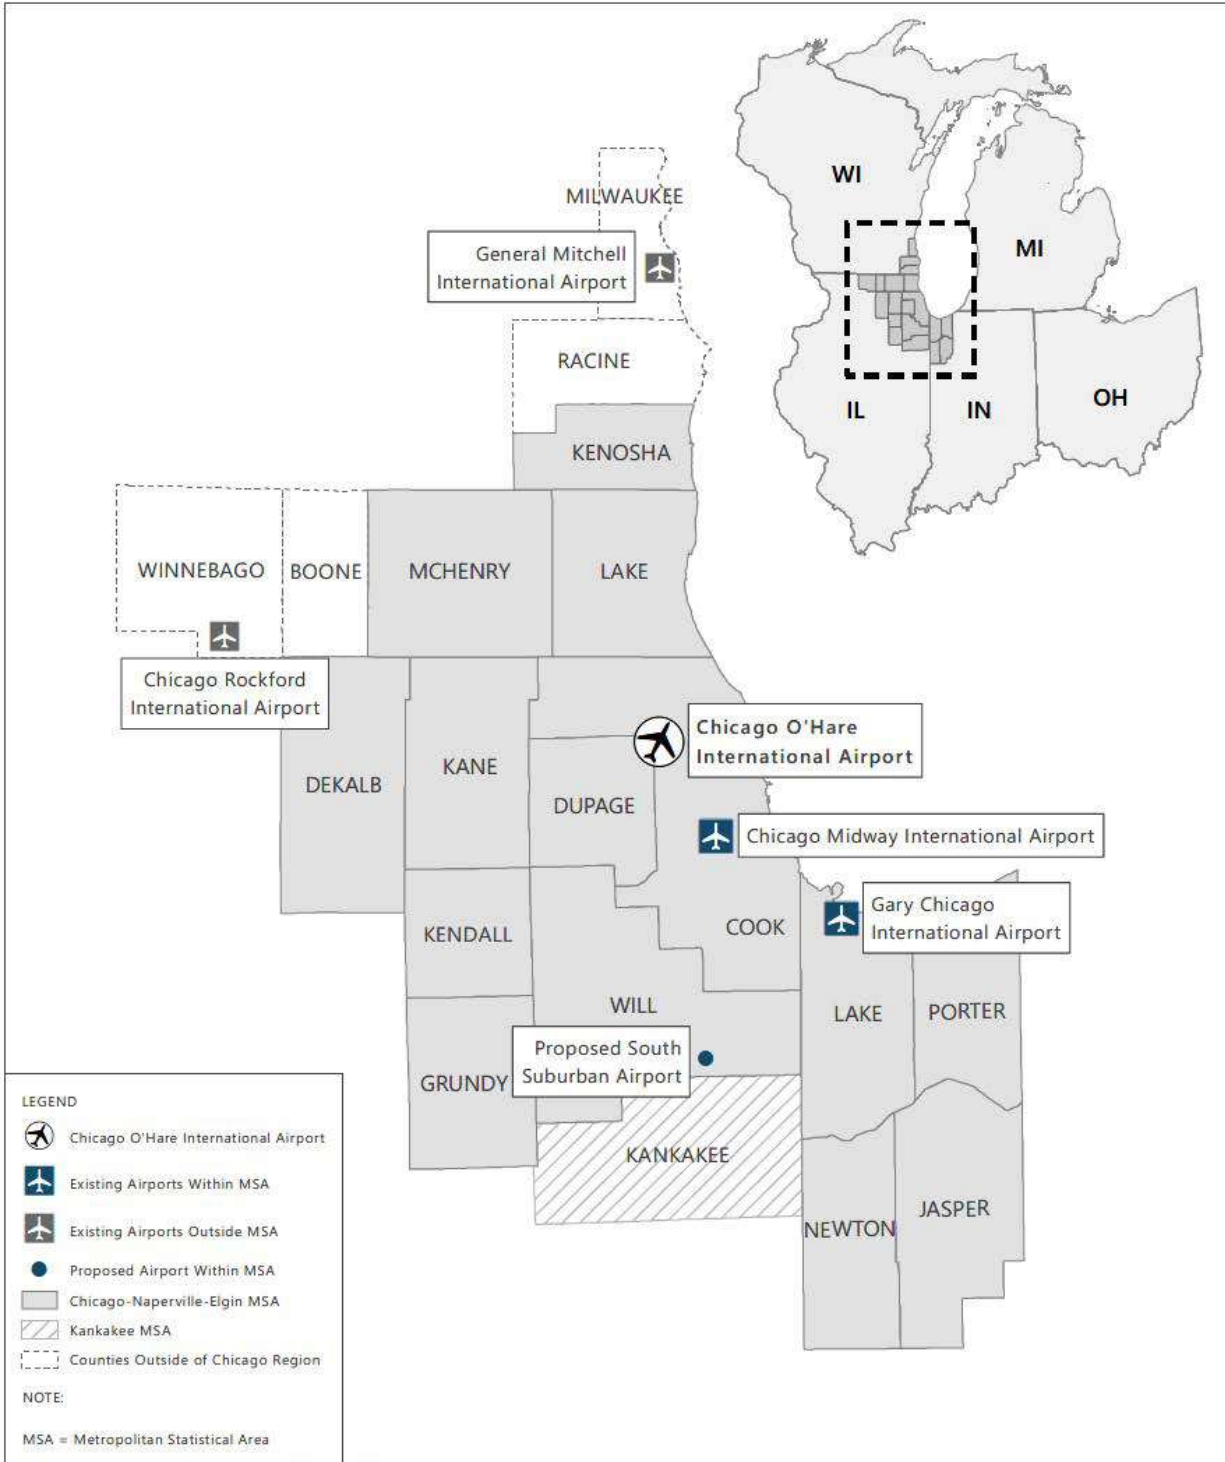 WI
MI
IL
IN
OH
MILWAUKEE
General Mitchell
International Airport
RACINE
KENOSHA
WINNEBAGO
BOONE
MCHENRY
LAKE
Chicago Rockford
International Airport
Chicago O'Hare
International Airport
DEKALB
KANE
DUPAGE
Chicago Midway International Airport
Gary Chicago
International Airport
KENDALL
COOK
WILL
LAKE
PORTER
Proposed South
Suburban Airport
GRUNDY
KANKAKEE
NEWTON
JASPER
LEGEND
Chicago O'Hare International Airport
Existing Airports Within MSA
Existing Airports Outside MSA
Proposed Airport Within MSA
Chicago-Naperville-Elgin MSA
Kankakee MSA
Counties Outside of Chicago Region
NOTE:
MSA = Metropolitan Statistical Area